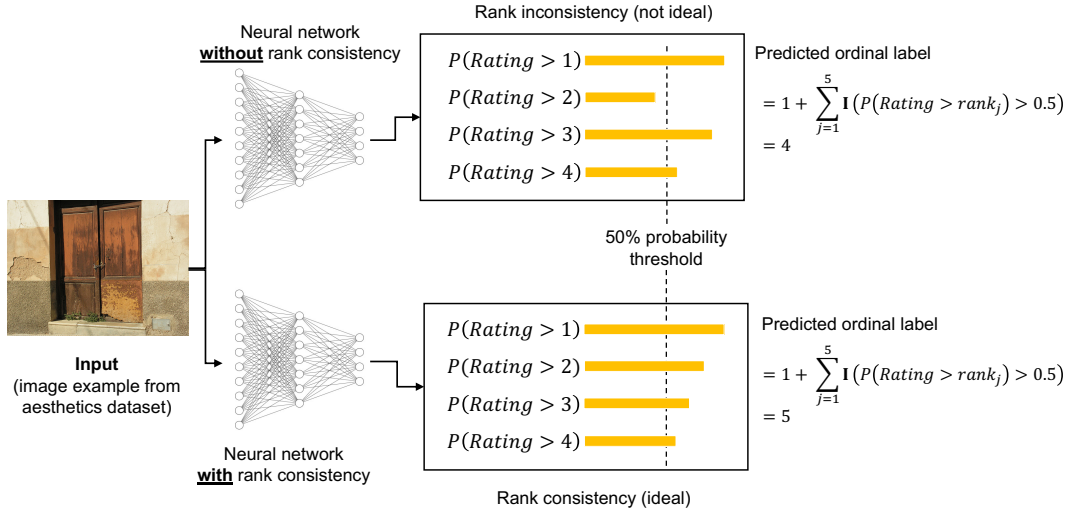 Neural network
without rank consistency
Rank inconsistency (not ideal)
P(Rating > 1)
P(Rating > 2)
P(Rating > 3)
P(Rating > 4)
Predicted ordinal label
= 1 + ∑_{j=1}^{5} I (P(Rating > rank_j) > 0.5)
= 4
50% probability
threshold
Input
(image example from
aesthetics dataset)
Neural network
with rank consistency
P(Rating > 1)
P(Rating > 2)
P(Rating > 3)
P(Rating > 4)
Rank consistency (ideal)
Predicted ordinal label
= 1 + ∑_{j=1}^{5} I (P(Rating > rank_j) > 0.5)
= 5